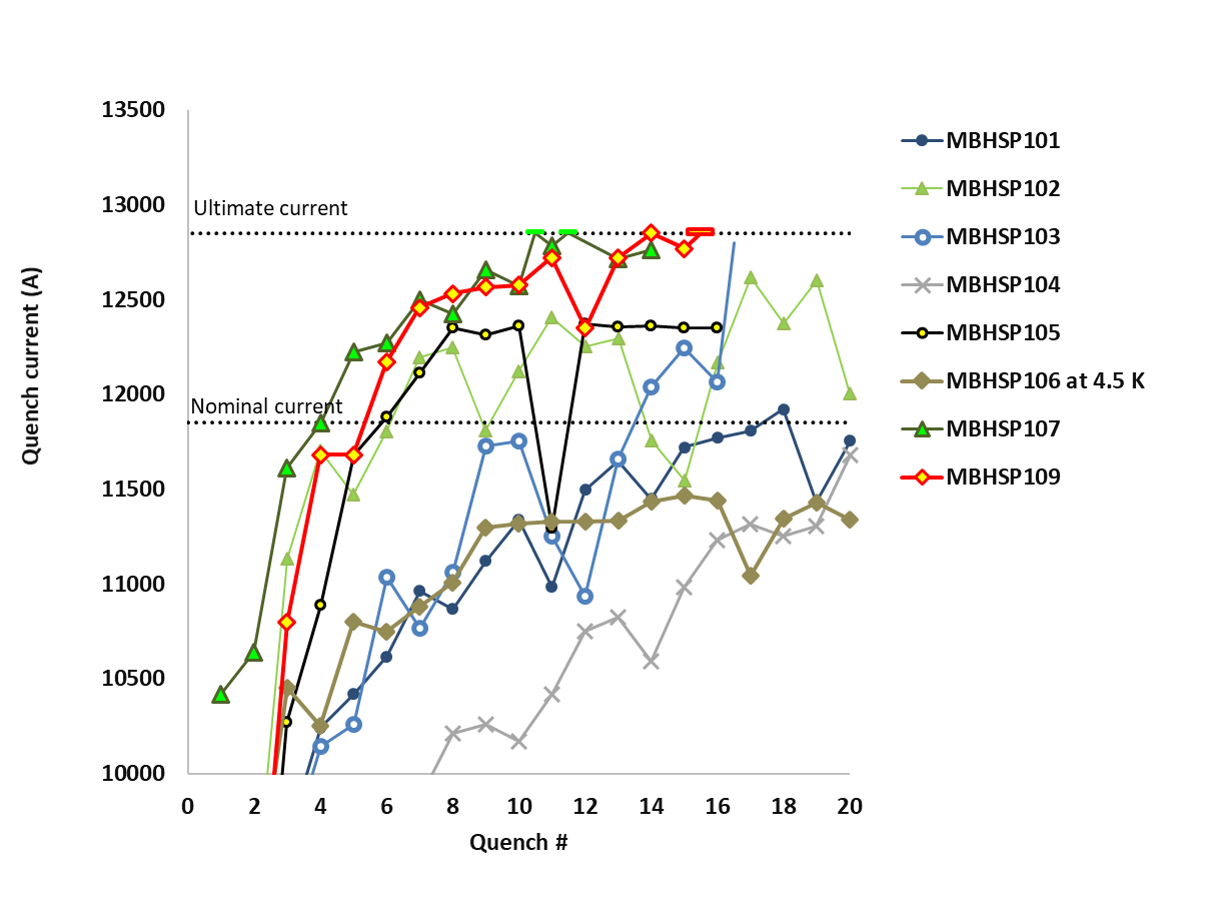 13500
13000
12500
12000
11500
11000
10500
10000
Quench current (A)
Ultimate current
Nominal current
0 2 4 6 8 10 12 14 16 18 20
Quench #
MBHSP101
MBHSP102
MBHSP103
MBHSP104
MBHSP105
MBHSP106 at 4.5 K
MBHSP107
MBHSP109